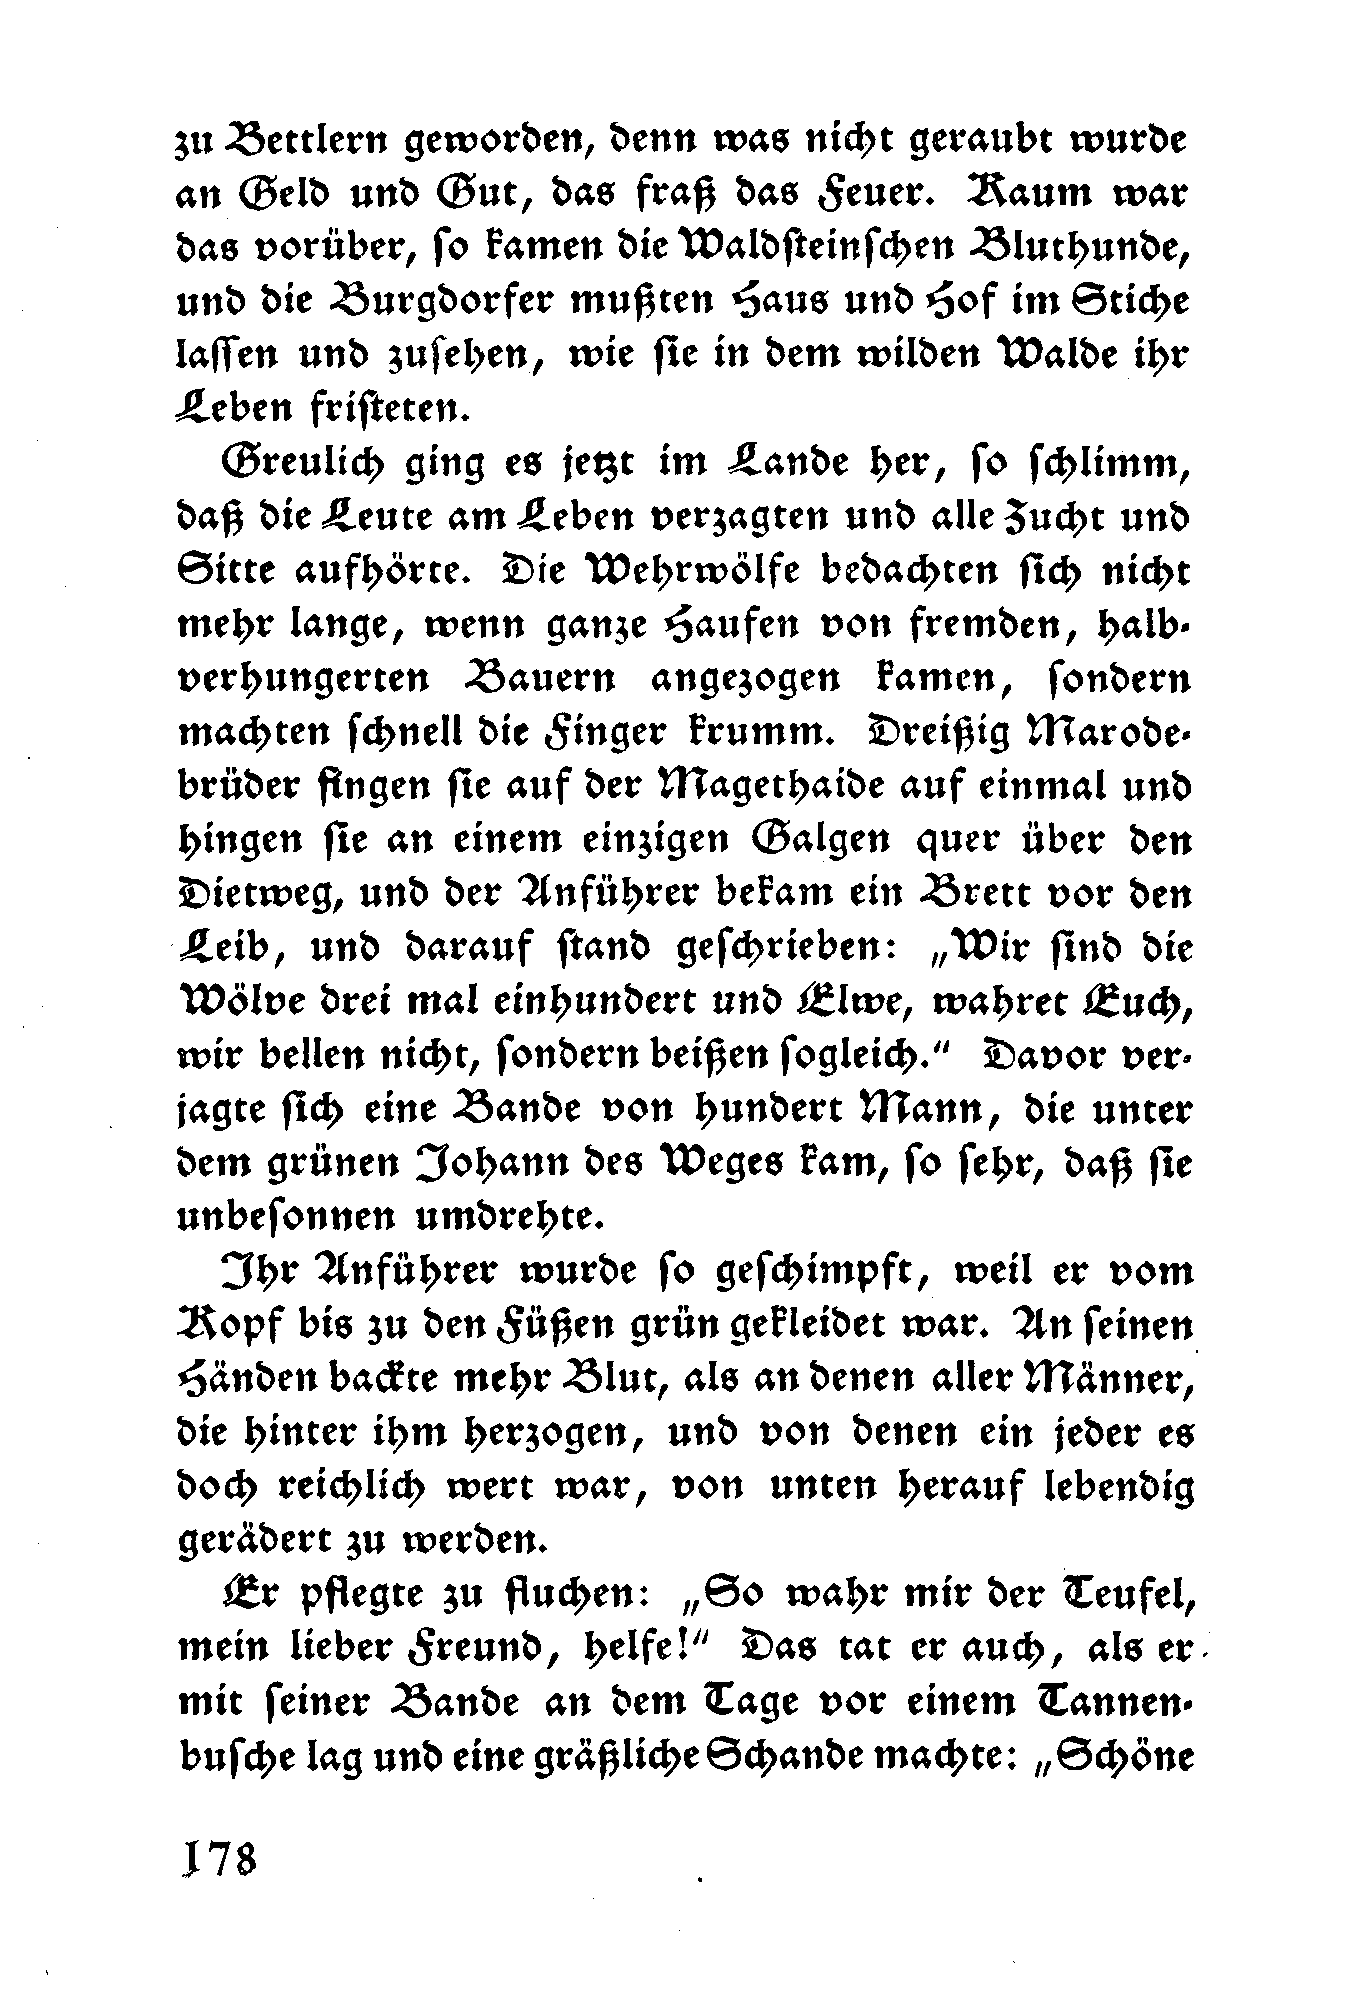 zu Bettlern geworden, denn was nicht geraubt wurde
an Geld und Gut, das fraß das Feuer. Kaum war
das vorüber, so kamen die Waldsteinschen Bluthunde,
und die Burgdorfer mußten Haus und Hof im Stiche
lassen und zusehen, wie sie in dem wilden Walde ihr
Leben fristeten.
Greulich ging es jetzt im Lande her, so schlimm,
daß die Leute am Leben verzagten und alle Zucht und
Sitte aufhörte. Die Wehrwölfe bedachten sich nicht
mehr lange, wenn ganze Haufen von fremden, halb-
verhungerten Bauern angezogen kamen, sondern
machten schnell die Finger krumm. Dreißig Marode-
brüder fingen sie auf der Magethaide auf einmal und
hingen sie an einem einzigen Galgen quer über den
Dietweg, und der Anführer bekam ein Brett vor den
Leib, und darauf stand geschrieben: „Wir sind die
Wölve drei mal einhundert und Elwe, wahret Euch,
wir bellen nicht, sondern beißen sogleich.“ Davor ver-
jagte sich eine Bande von hundert Mann, die unter
dem grünen Johann des Weges kam, so sehr, daß sie
unbesonnen umdrehte.
Ihr Anführer wurde so geschimpft, weil er vom
Kopf bis zu den Füßen grün gekleidet war. An seinen
Händen backte mehr Blut, als an denen aller Männer,
die hinter ihm herzogen, und von denen ein jeder es
doch reichlich wert war, von unten herauf lebendig
gerädert zu werden.
Er pflegte zu fluchen: „So wahr mir der Teufel,
mein lieber Freund, helfe!“ Das tat er auch, als er
mit seiner Bande an dem Tage vor einem Tannen-
busche lag und eine gräßliche Schande machte: „Schöne
178